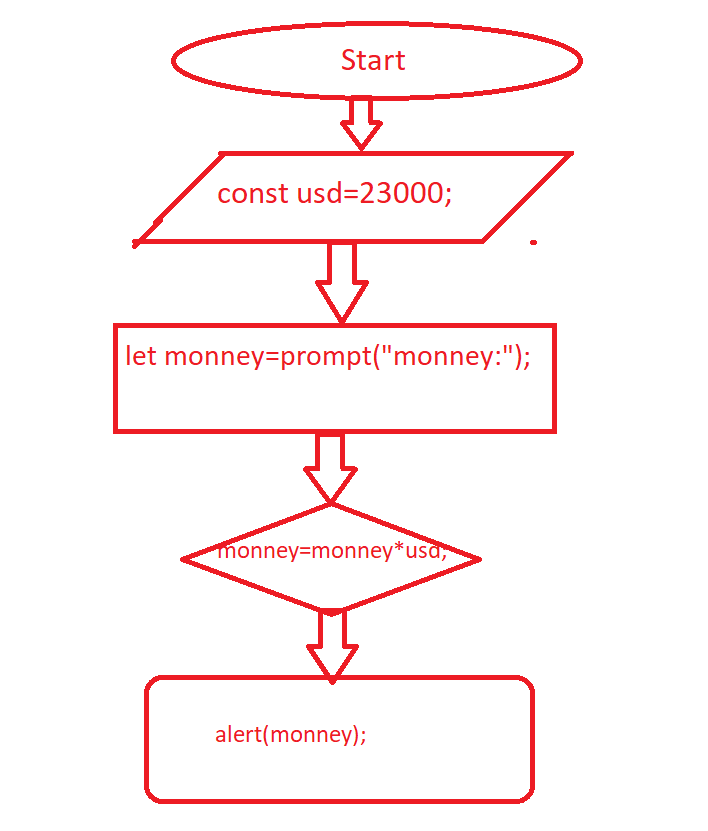 Start
const usd=23000;
let monney=prompt("monney:");
monney=monney*usd;
alert(monney);